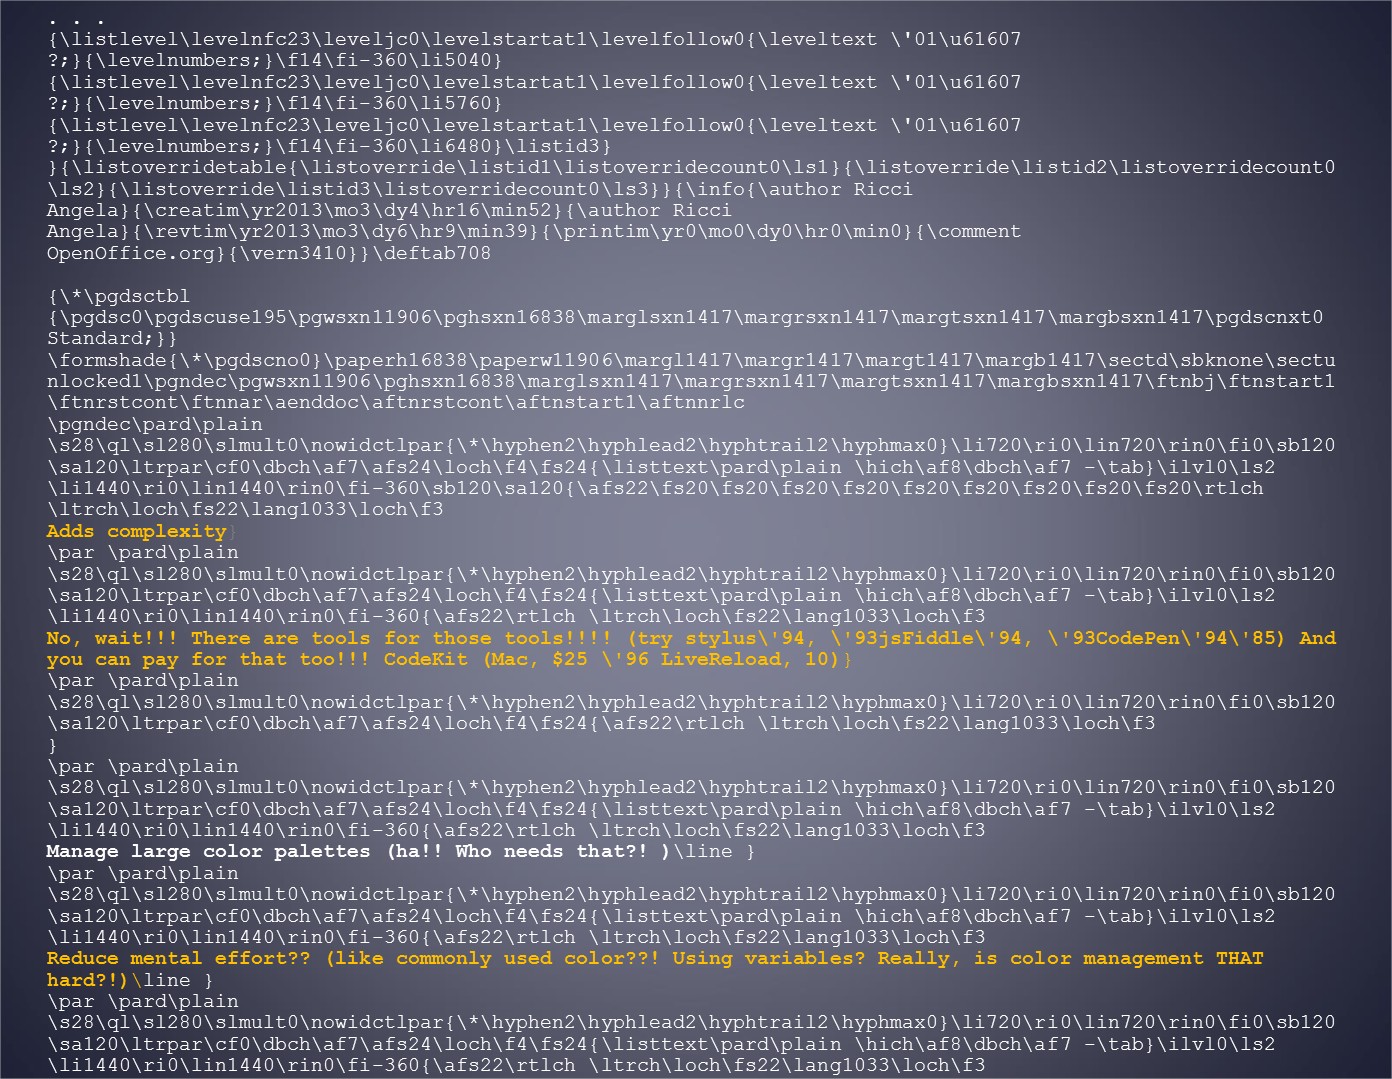 . . .
{\listlevel\levelnfc23\leveljc0\levelstartat1\levelfollow0{\leveltext \'01\u61607
?;}{\levelnumbers;}\f14\fi-360\li5040}
{\listlevel\levelnfc23\leveljc0\levelstartat1\levelfollow0{\leveltext \'01\u61607
?;}{\levelnumbers;}\f14\fi-360\li5760}
{\listlevel\levelnfc23\leveljc0\levelstartat1\levelfollow0{\leveltext \'01\u61607
?;}{\levelnumbers;}\f14\fi-360\li6480}\listid3}
}{\listoverridetable{\listoverride\listid1\listoverridecount0\ls1}{\listoverride\listid2\listoverridecount0
\ls2}{\listoverride\listid3\listoverridecount0\ls3}}{\info{\author Ricci
Angela}{\creatim\yr2013\mo3\dy4\hr16\min52}{\author Ricci
Angela}{\revtim\yr2013\mo3\dy6\hr9\min39}{\printim\yr0\mo0\dy0\hr0\min0}{\comment
OpenOffice.org}{\vern3410}}\deftab708
{\*\pgdsctbl
{\pgdsc0\pgdscuse195\pgwsxn11906\pghsxn16838\marglsxn1417\margrsxn1417\margtsxn1417\margbsxn1417\pgdscnxt0
Standard;}}
\formshade{\*\pgdscno0}\paperh16838\paperw11906\margl1417\margr1417\margt1417\margb1417\sectd\sbknone\sectu
nlocked1\pgndec\pgwsxn11906\pghsxn16838\marglsxn1417\margrsxn1417\margtsxn1417\margbsxn1417\ftnbj\ftnstart1
\ftnrstcont\ftnnar\aenddoc\aftnrstcont\aftnstart1\aftnnrlc
\pgndec\pard\plain
\s28\ql\sl280\slmult0\nowidctlpar{\*\hyphen2\hyphlead2\hyphtrail2\hyphmax0}\li720\ri0\lin720\rin0\fi0\sb120
\sa120\ltrpar\cf0\dbch\af7\afs24\loch\f4\fs24{\listtext\pard\plain \hich\af8\dbch\af7 –\tab}\ilvl0\ls2
\li1440\ri0\lin1440\rin0\fi-360\sb120\sa120{\afs22\fs20\fs20\fs20\fs20\fs20\fs20\fs20\fs20\fs20\rtlch
\ltrch\loch\fs22\lang1033\loch\f3
Adds complexity}
\par \pard\plain
\s28\ql\sl280\slmult0\nowidctlpar{\*\hyphen2\hyphlead2\hyphtrail2\hyphmax0}\li720\ri0\lin720\rin0\fi0\sb120
\sa120\ltrpar\cf0\dbch\af7\afs24\loch\f4\fs24{\listtext\pard\plain \hich\af8\dbch\af7 –\tab}\ilvl0\ls2
\li1440\ri0\lin1440\rin0\fi-360{\afs22\rtlch \ltrch\loch\fs22\lang1033\loch\f3
No, wait!!! There are tools for those tools!!!! (try stylus\'94, \'93jsFiddle\'94, \'93CodePen\'94\'85) And
you can pay for that too!!! CodeKit (Mac, $25 \'96 LiveReload, 10)}
\par \pard\plain
\s28\ql\sl280\slmult0\nowidctlpar{\*\hyphen2\hyphlead2\hyphtrail2\hyphmax0}\li720\ri0\lin720\rin0\fi0\sb120
\sa120\ltrpar\cf0\dbch\af7\afs24\loch\f4\fs24{\afs22\rtlch \ltrch\loch\fs22\lang1033\loch\f3
}
\par \pard\plain
\s28\ql\sl280\slmult0\nowidctlpar{\*\hyphen2\hyphlead2\hyphtrail2\hyphmax0}\li720\ri0\lin720\rin0\fi0\sb120
\sa120\ltrpar\cf0\dbch\af7\afs24\loch\f4\fs24{\listtext\pard\plain \hich\af8\dbch\af7 –\tab}\ilvl0\ls2
\li1440\ri0\lin1440\rin0\fi-360{\afs22\rtlch \ltrch\loch\fs22\lang1033\loch\f3
Manage large color palettes (ha!! Who needs that?! )\line }
\par \pard\plain
\s28\ql\sl280\slmult0\nowidctlpar{\*\hyphen2\hyphlead2\hyphtrail2\hyphmax0}\li720\ri0\lin720\rin0\fi0\sb120
\sa120\ltrpar\cf0\dbch\af7\afs24\loch\f4\fs24{\listtext\pard\plain \hich\af8\dbch\af7 –\tab}\ilvl0\ls2
\li1440\ri0\lin1440\rin0\fi-360{\afs22\rtlch \ltrch\loch\fs22\lang1033\loch\f3
Reduce mental effort?? (like commonly used color??! Using variables? Really, is color management THAT
hard?!)\line }
\par \pard\plain
\s28\ql\sl280\slmult0\nowidctlpar{\*\hyphen2\hyphlead2\hyphtrail2\hyphmax0}\li720\ri0\lin720\rin0\fi0\sb120
\sa120\ltrpar\cf0\dbch\af7\afs24\loch\f4\fs24{\listtext\pard\plain \hich\af8\dbch\af7 –\tab}\ilvl0\ls2
\li1440\ri0\lin1440\rin0\fi-360{\afs22\rtlch \ltrch\loch\fs22\lang1033\loch\f3